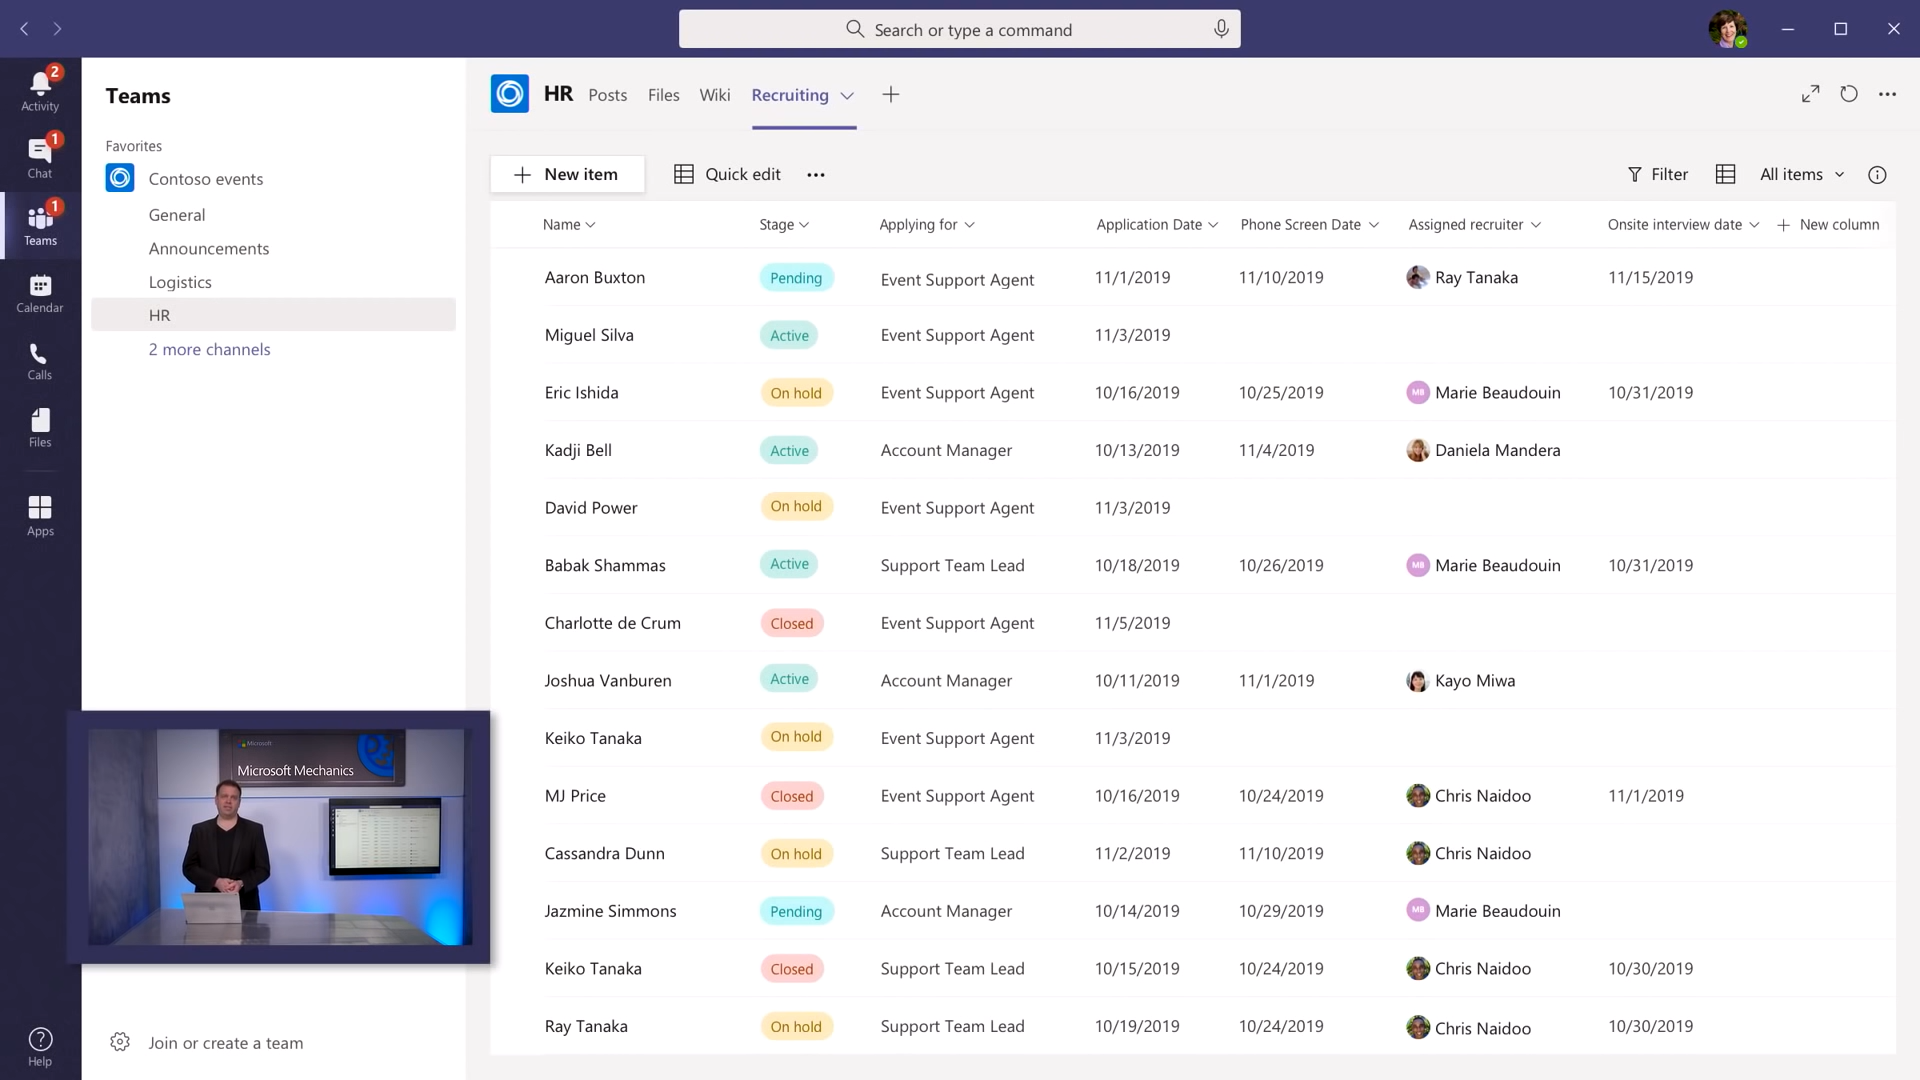 Search or type a command
2
Activity
1
Chat
1
Teams
Calendar
Calls
Files
Apps
Help
Teams
Favorites
Contoso events
General
Announcements
Logistics
HR
2 more channels
Microsoft
Microsoft Mechanics
Join or create a team
HR Posts Files Wiki Recruiting
New item Quick edit Filter All items
Name Stage Applying for Application Date Phone Screen Date Assigned recruiter Onsite interview date New column
Aaron Buxton Pending Event Support Agent 11/1/2019 11/10/2019 Ray Tanaka 11/15/2019
Miguel Silva Active Event Support Agent 11/3/2019
Eric Ishida On hold Event Support Agent 10/16/2019 10/25/2019 MB Marie Beaudouin 10/31/2019
Kadji Bell Active Account Manager 10/13/2019 11/4/2019 Daniela Mandera
David Power On hold Event Support Agent 11/3/2019
Babak Shammas Active Support Team Lead 10/18/2019 10/26/2019 MB Marie Beaudouin 10/31/2019
Charlotte de Crum Closed Event Support Agent 11/5/2019
Joshua Vanburen Active Account Manager 10/11/2019 11/1/2019 Kayo Miwa
Keiko Tanaka On hold Event Support Agent 11/3/2019
MJ Price Closed Event Support Agent 10/16/2019 10/24/2019 Chris Naidoo 11/1/2019
Cassandra Dunn On hold Support Team Lead 11/2/2019 11/10/2019 Chris Naidoo
Jazmine Simmons Pending Account Manager 10/14/2019 10/29/2019 MB Marie Beaudouin
Keiko Tanaka Closed Support Team Lead 10/15/2019 10/24/2019 Chris Naidoo 10/30/2019
Ray Tanaka On hold Support Team Lead 10/19/2019 10/24/2019 Chris Naidoo 10/30/2019